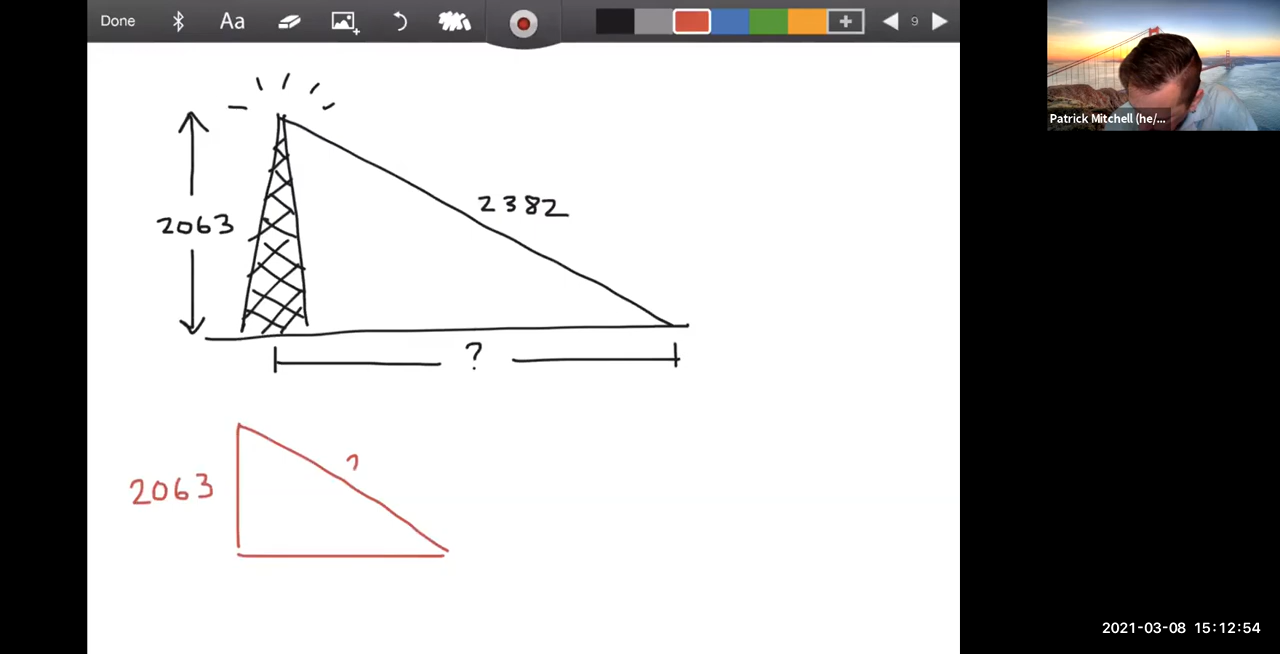 Done
Aa
9
Patrick Mitchell (he/...
2063
2382
?
2063
2021-03-08 15:12:54